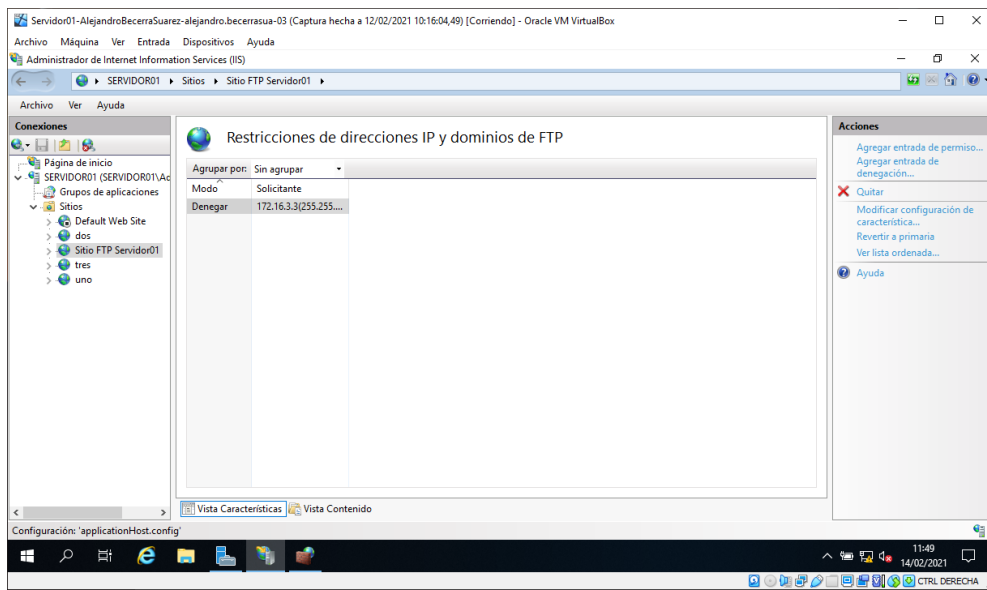 Servidor01-AlejandroBecerraSuarez-alejandro.becerrasua-03 (Captura hecha a 12/02/2021 10:16:04,49) [Corriendo] - Oracle VM VirtualBox
Archivo Máquina Ver Entrada Dispositivos Ayuda
Administrador de Internet Information Services (IIS)
SERVIDOR01 Sitios Sitio FTP Servidor01
Archivo Ver Ayuda
Conexiones
Página de inicio
SERVIDOR01 (SERVIDOR01\Ad
Grupos de aplicaciones
Sitios
Default Web Site
dos
Sitio FTP Servidor01
tres
uno
Restricciones de direcciones IP y dominios de FTP
Agrupar por: Sin agrupar
Modo Solicitante
Denegar 172.16.3.3(255.255....
Acciones
Agregar entrada de permiso...
Agregar entrada de
denegación...
Quitar
Modificar configuración de
característica...
Revertir a primaria
Ver lista ordenada...
Ayuda
Vista Características Vista Contenido
Configuración: 'applicationHost.config'
11:49
14/02/2021
CTRL DERECHA